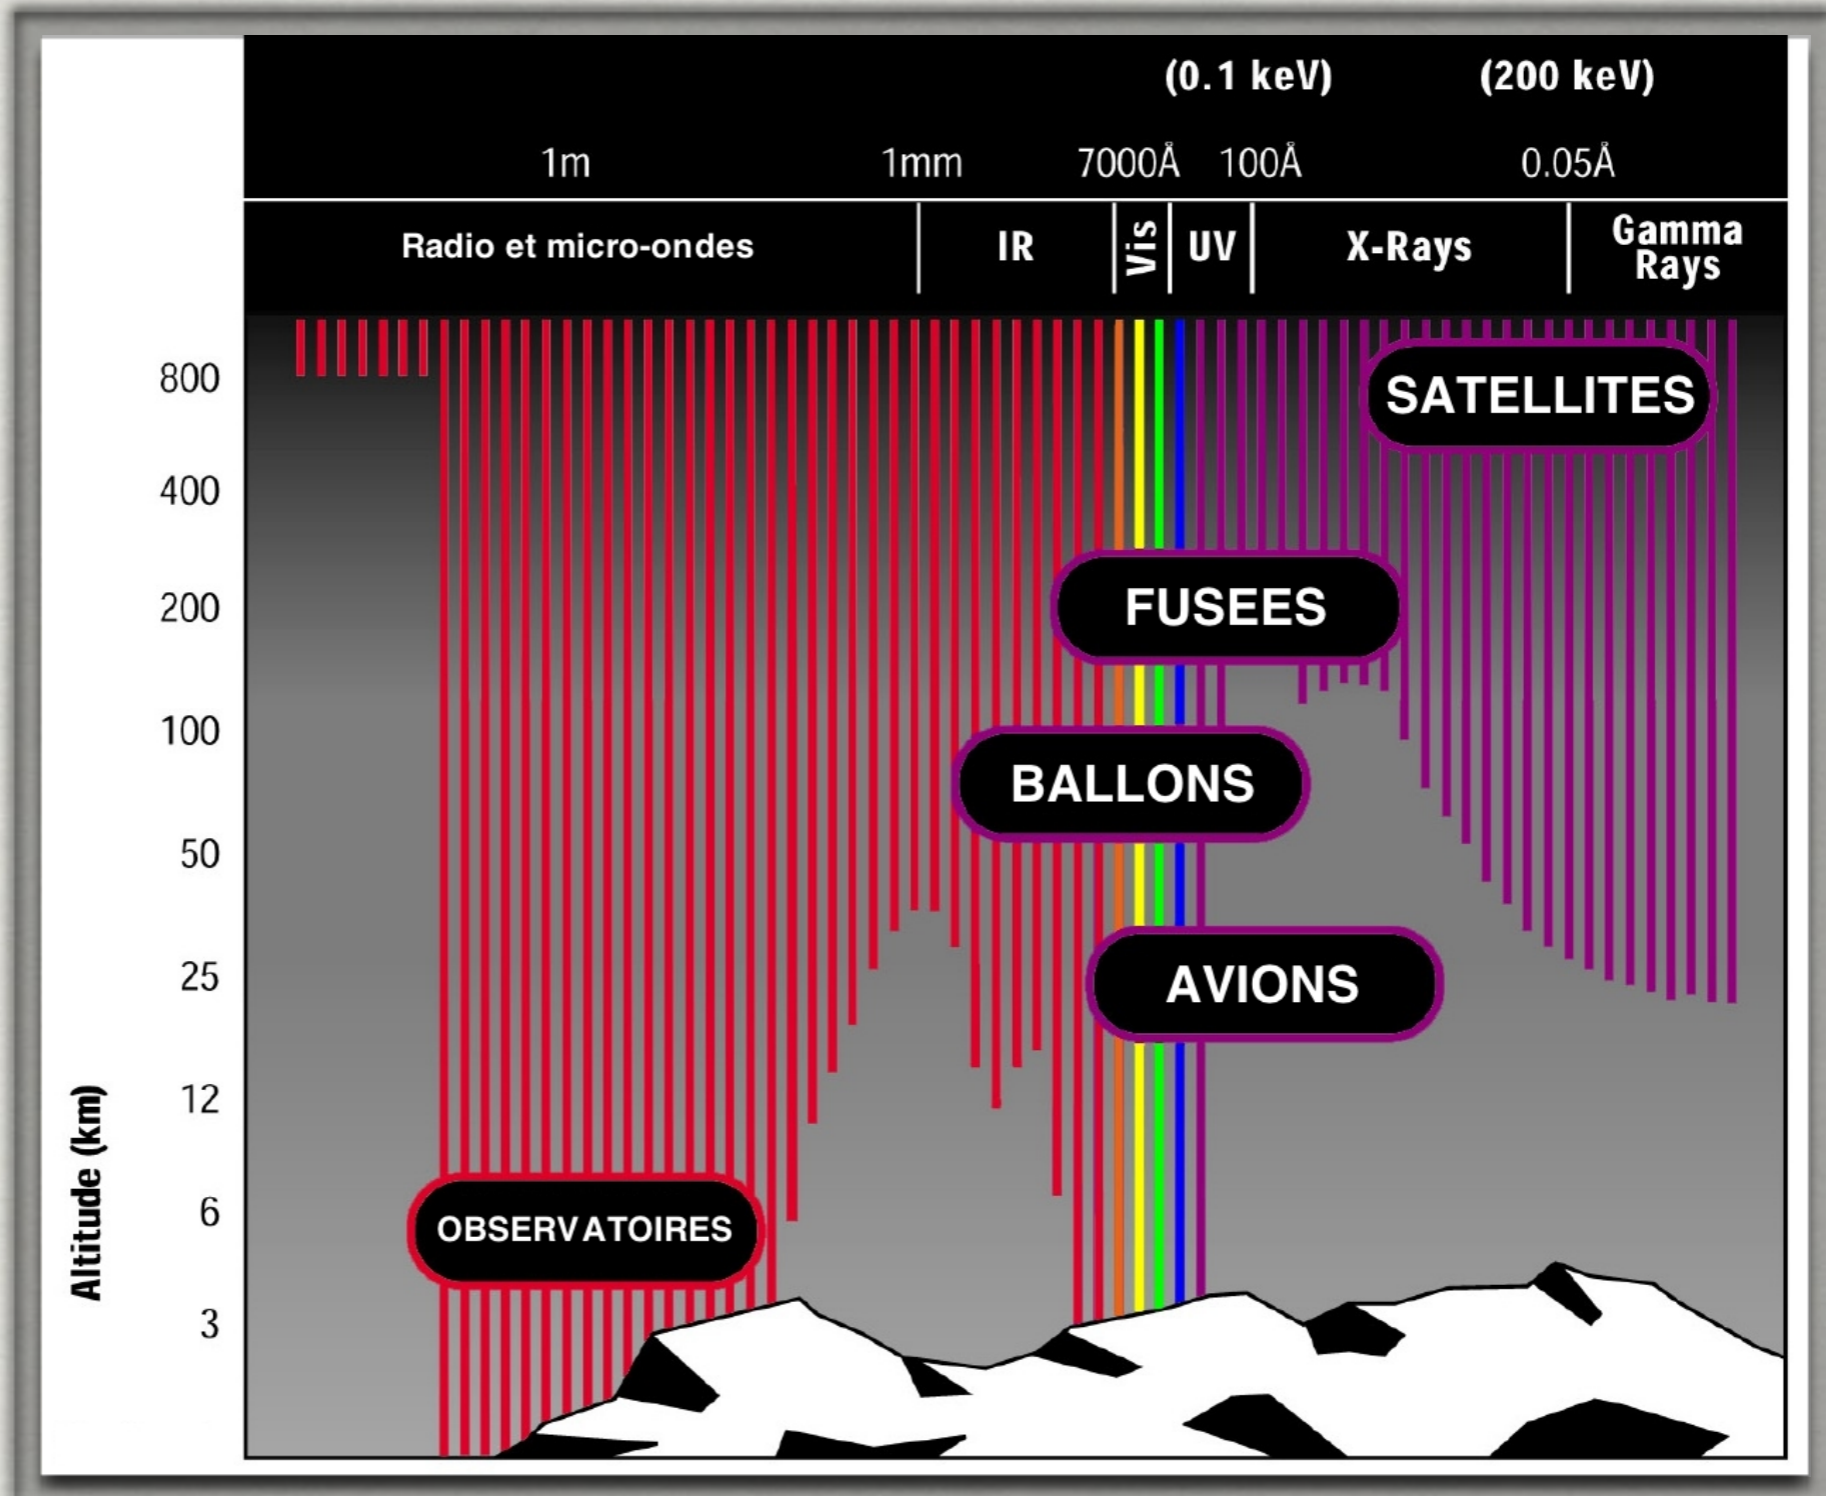 (0.1 keV) (200 keV)
1m 1mm 7000Å 100Å 0.05Å
Radio et micro-ondes IR Vis UV X-Rays Gamma
Rays
800
SATELLITES
400
200
FUSEES
100
BALLONS
50
25
AVIONS
12
6
OBSERVATOIRES
3
Altitude (km)